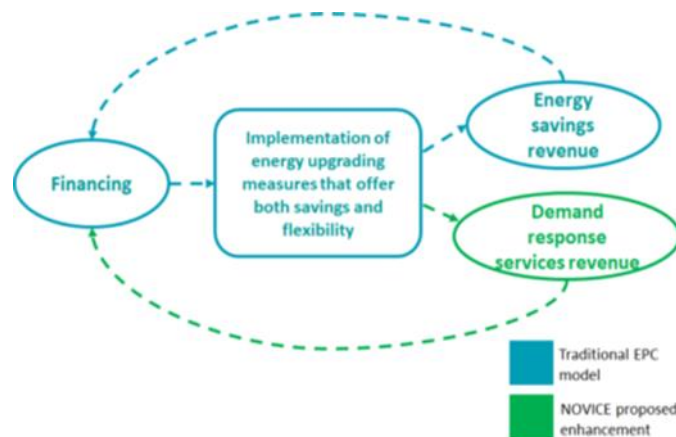 Financing
Implementation of
energy upgrading
measures that offer
both savings and
flexibility
Energy
savings
revenue
Demand
response
services revenue
Traditional EPC
model
NOVICE proposed
enhancement